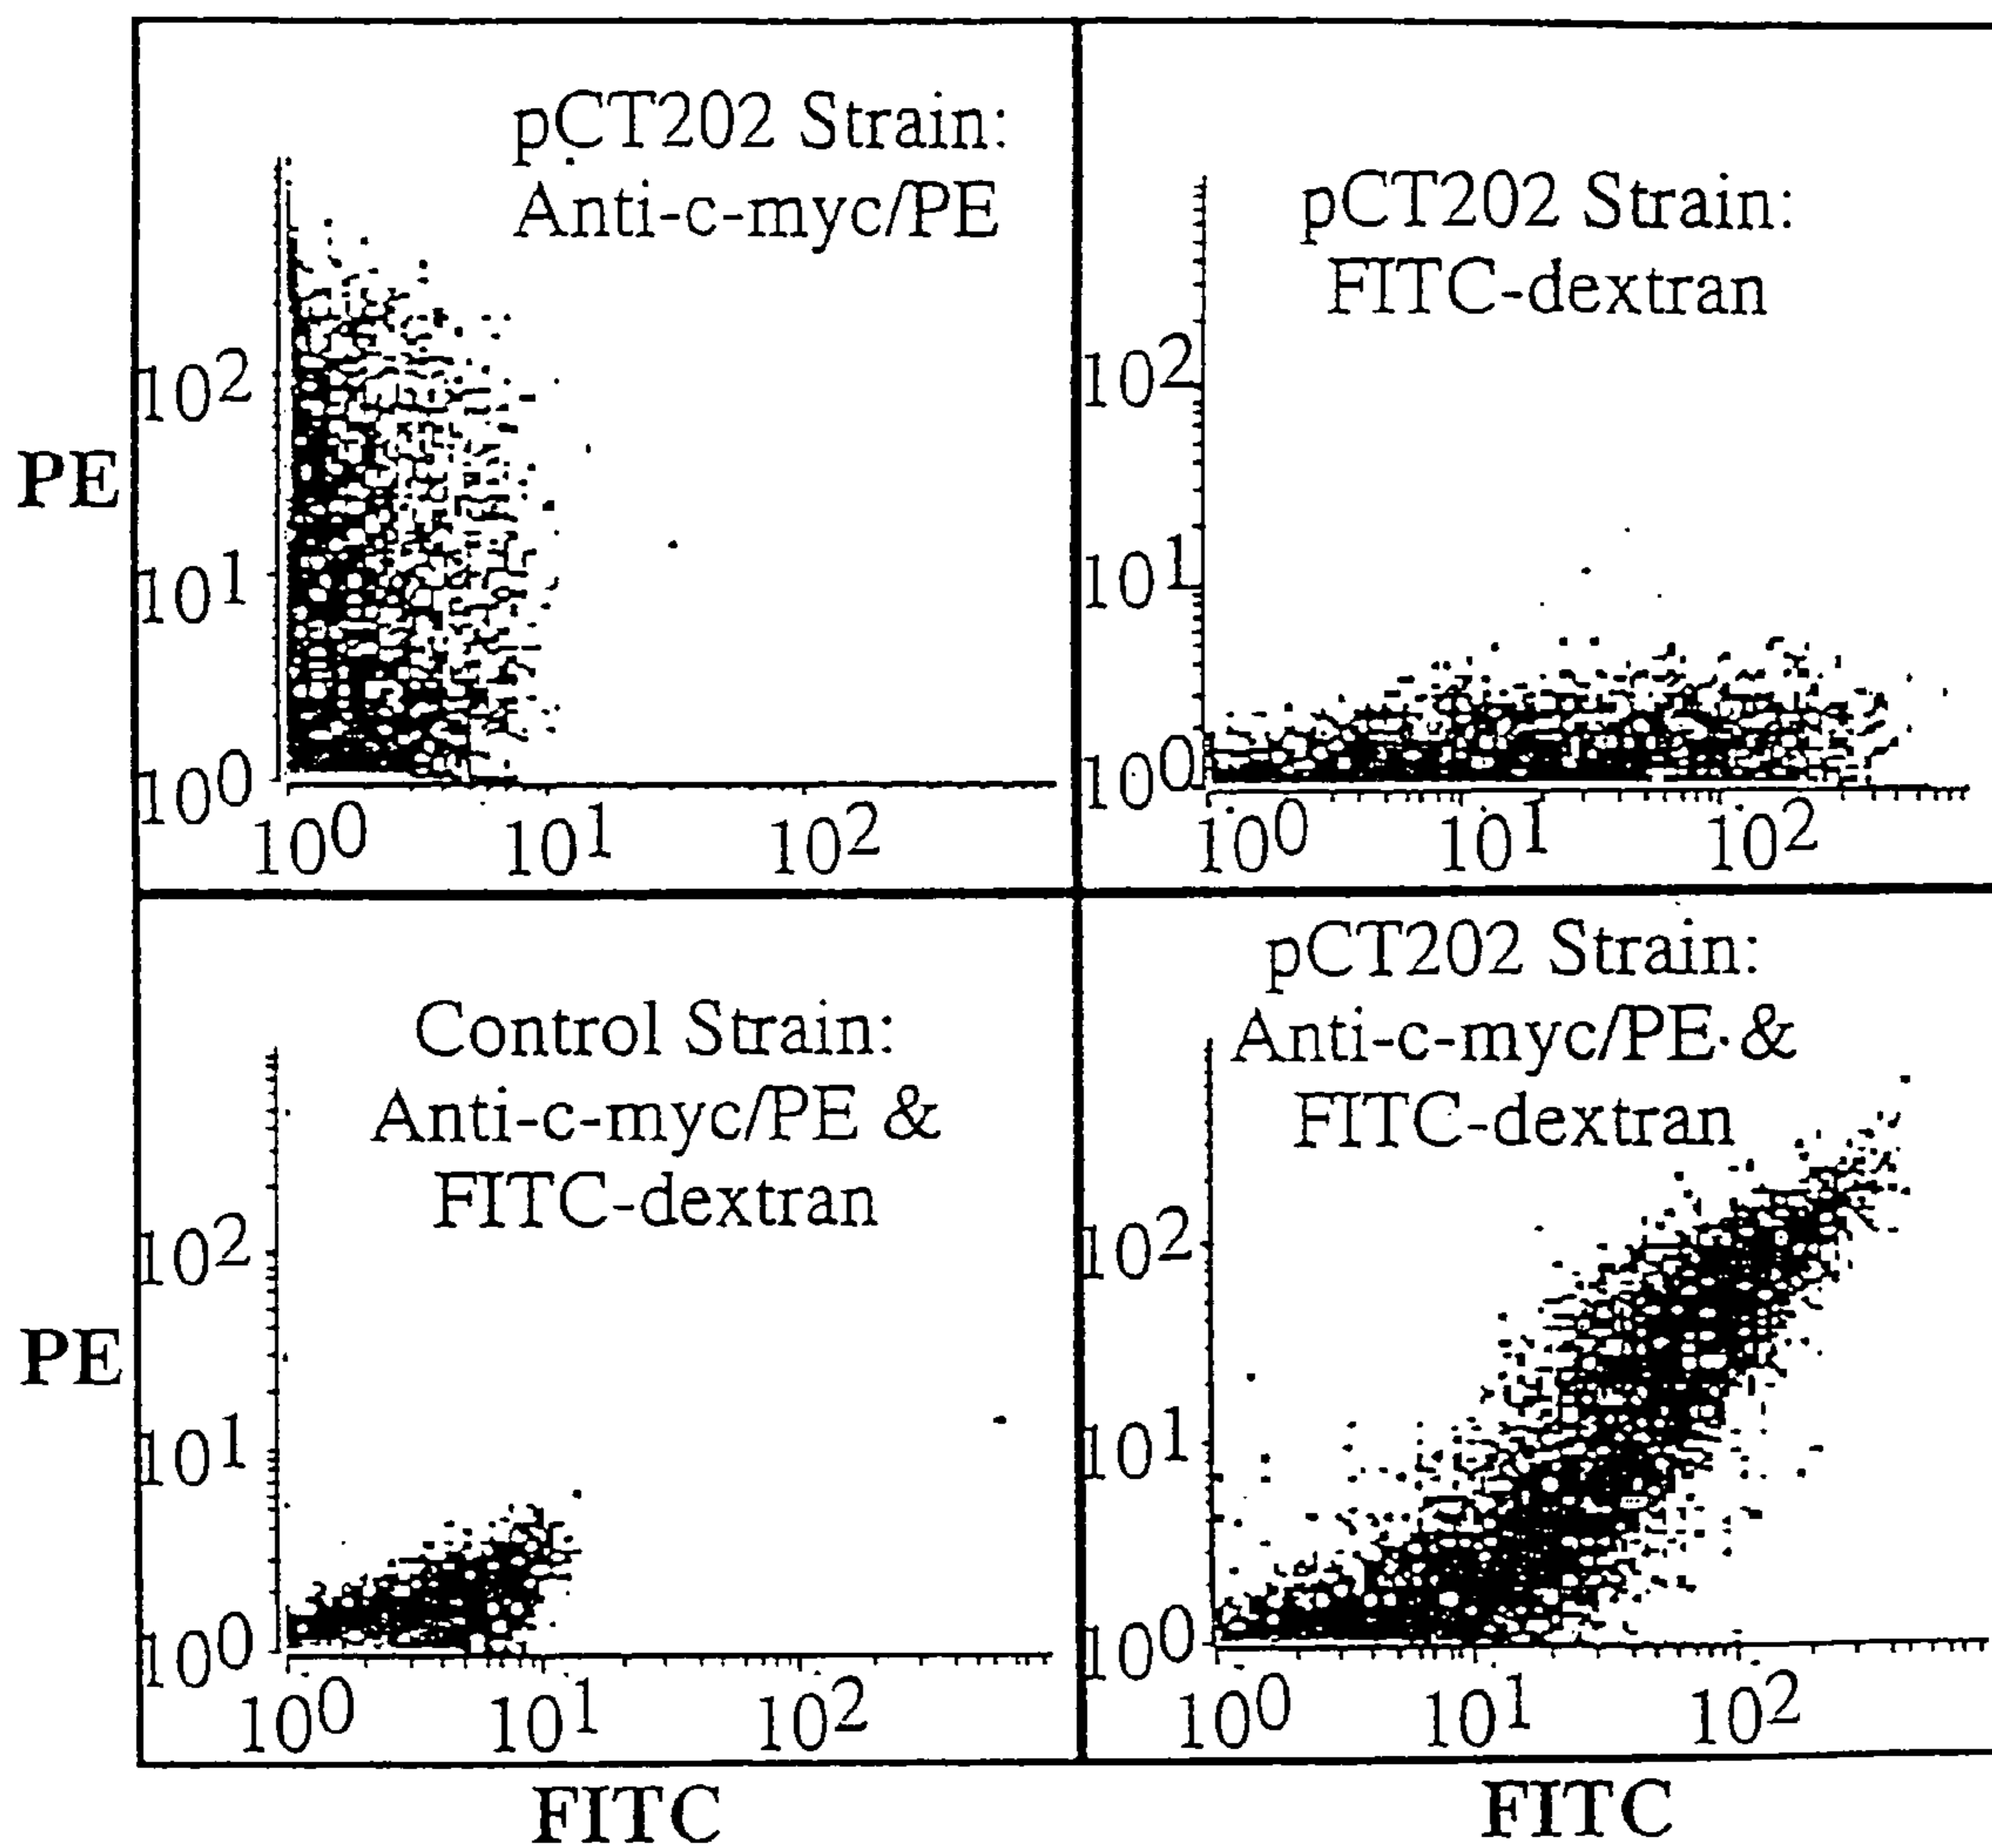 pCT202 Strain:
Anti-c-myc/PE
PE
10²
10¹
10⁰
10⁰ 10¹ 10²
pCT202 Strain:
FITC-dextran
10²
10¹
10⁰
10⁰ 10¹ 10²
Control Strain:
Anti-c-myc/PE &
FITC-dextran
PE
10²
10¹
10⁰
10⁰ 10¹ 10²
FITC
pCT202 Strain:
Anti-c-myc/PE &
FITC-dextran
10²
10¹
10⁰
10⁰ 10¹ 10²
FITC